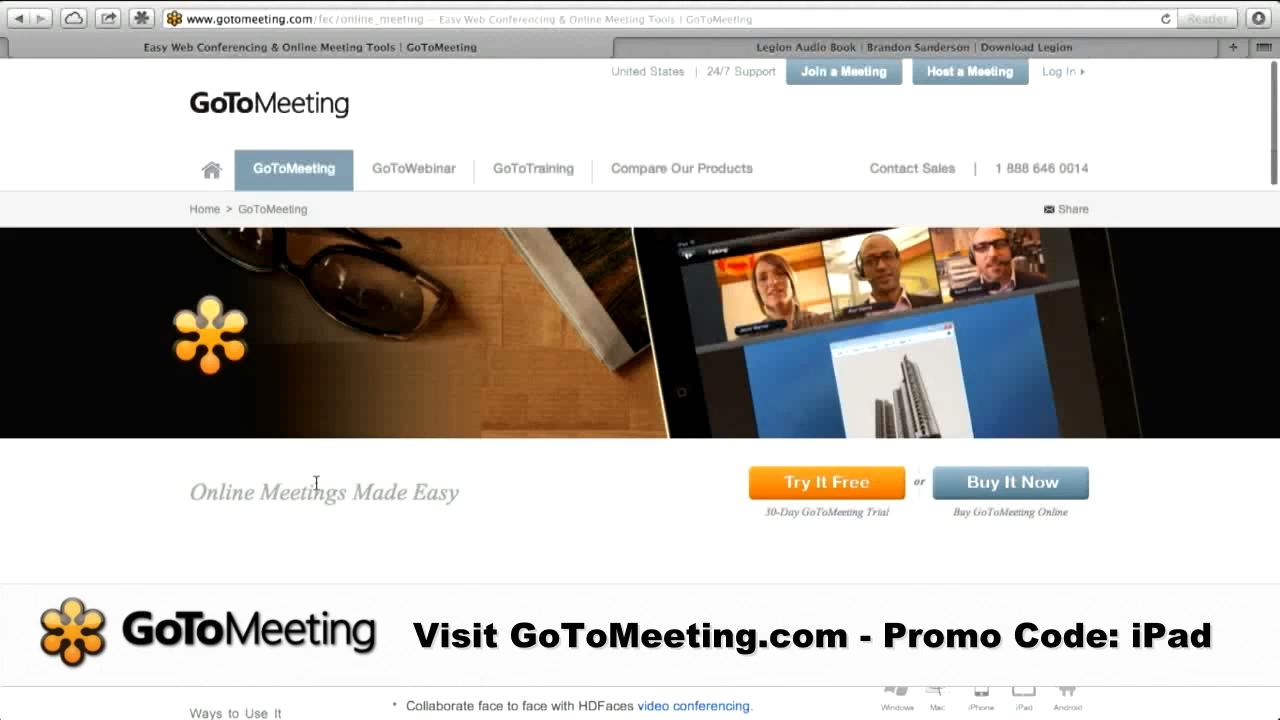 www.gotomeeting.com/fec/online_meeting — Easy Web Conferencing & Online Meeting Tools | GoToMeeting
Reader
Easy Web Conferencing & Online Meeting Tools | GoToMeeting
Legion Audio Book | Brandon Sanderson | Download Legion
United States | 24/7 Support Join a Meeting Host a Meeting Log In
GoToMeeting
GoToMeeting GoToWebinar GoToTraining Compare Our Products Contact Sales | 1 888 646 0014
Home > GoToMeeting Share
Talking:
Online Meetings Made Easy
Try It Free or Buy It Now
30-Day GoToMeeting Trial Buy GoToMeeting Online
GoToMeeting Visit GoToMeeting.com - Promo Code: iPad
Windows Mac iPhone iPad Android
• Collaborate face to face with HDFaces video conferencing.
Ways to Use It